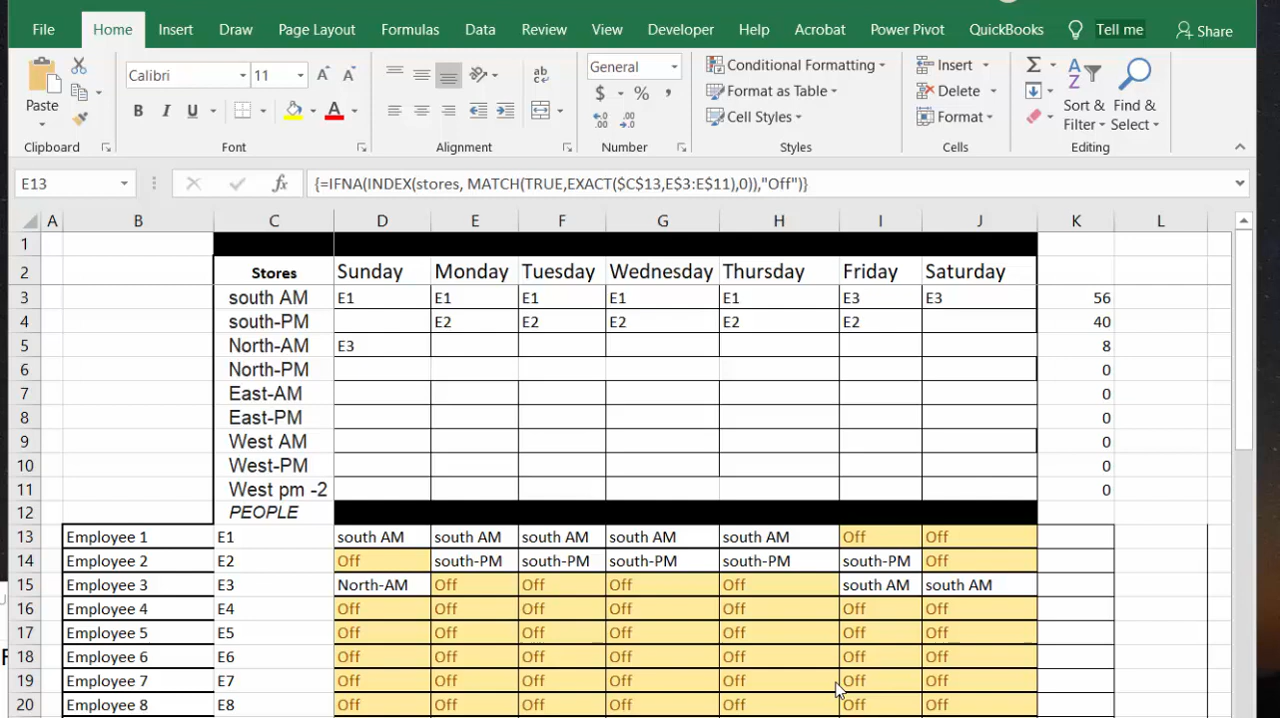 File Home Insert Draw Page Layout Formulas Data Review View Developer Help Acrobat Power Pivot QuickBooks Tell me Share
Calibri 11 General Conditional Formatting Insert
Paste Format as Table Delete Sort & Find &
B I U A $ % , Cell Styles Format Filter Select
Clipboard Font Alignment Number Styles Cells Editing
E13 fx {=IFNA(INDEX(stores, MATCH(TRUE,EXACT($C$13,E$3:E$11),0)),"Off")}
A B C D E F G H I J K L
1
2 Stores Sunday Monday Tuesday Wednesday Thursday Friday Saturday
3 south AM E1 E1 E1 E1 E1 E3 E3 56
4 south-PM E2 E2 E2 E2 E2 40
5 North-AM E3 8
6 North-PM 0
7 East-AM 0
8 East-PM 0
9 West AM 0
10 West-PM 0
11 West pm -2 0
12 PEOPLE
13 Employee 1 E1 south AM south AM south AM south AM south AM Off Off
14 Employee 2 E2 Off south-PM south-PM south-PM south-PM south-PM Off
15 Employee 3 E3 North-AM Off Off Off Off south AM south AM
16 Employee 4 E4 Off Off Off Off Off Off Off
17 Employee 5 E5 Off Off Off Off Off Off Off
18 Employee 6 E6 Off Off Off Off Off Off Off
19 Employee 7 E7 Off Off Off Off Off Off Off
20 Employee 8 E8 Off Off Off Off Off Off Off